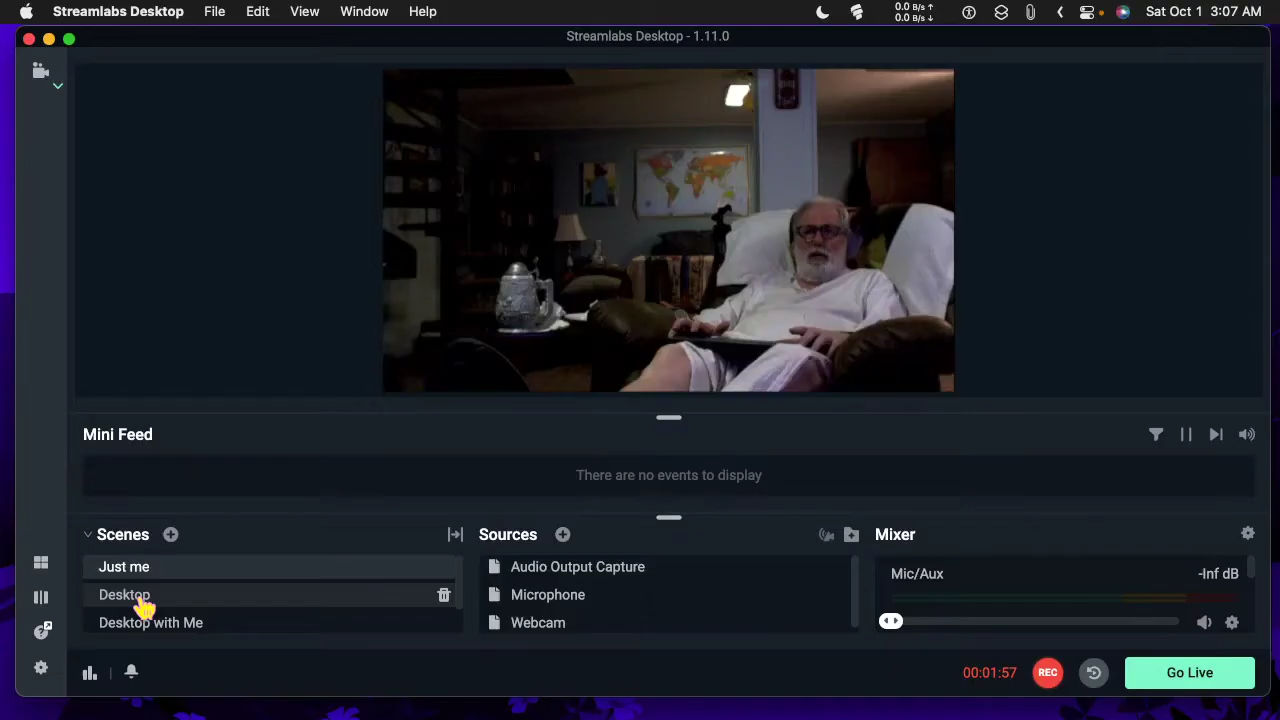 Streamlabs Desktop File Edit View Window Help 0.0 B/s↑ 0.0 B/s↓ Sat Oct 1 3:07 AM
Streamlabs Desktop - 1.11.0
Mini Feed
There are no events to display
Scenes
Just me
Desktop
Desktop with Me
Sources
Audio Output Capture
Microphone
Webcam
Mixer
Mic/Aux -Inf dB
00:01:57 REC Go Live